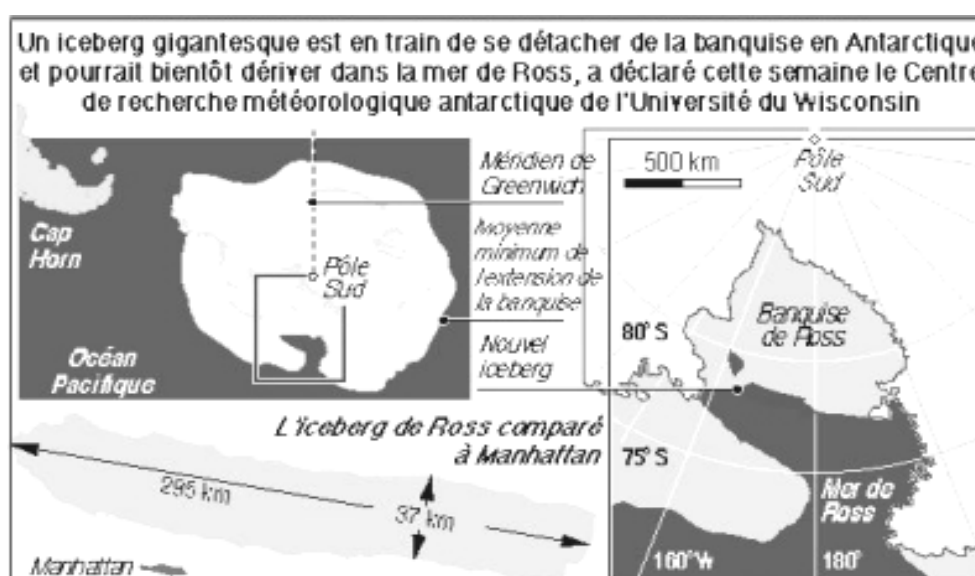 Un iceberg gigantesque est en train de se détacher de la banquise en Antarctique
et pourrait bientôt dériver dans la mer de Ross, a déclaré cette semaine le Centre
de recherche météorologique antarctique de l'Université du Wisconsin
Cap
Horn
Océan
Pacifique
Pôle
Sud
Méridien de
Greenwich
Moyenne
minimum de
l'extension de
la banquise
Nouvel
iceberg
500 km
Pôle
Sud
80° S
Banquise
de Ross
75° S
Mer de
Ross
160° W
180°
L'iceberg de Ross comparé
à Manhattan
295 km
37 km
Manhattan